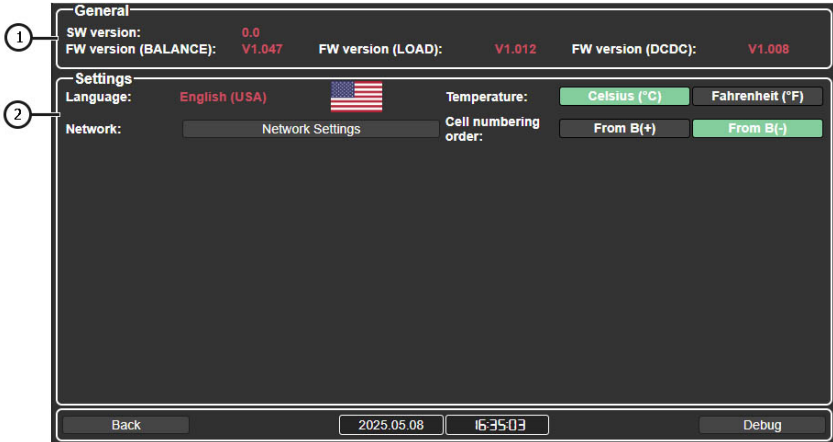 General
1
SW version: 0.0
FW version (BALANCE): V1.047 FW version (LOAD): V1.012 FW version (DCDC): V1.008
Settings
Language: English (USA) Temperature: Celsius (°C) Fahrenheit (°F)
2
Network: Network Settings Cell numbering order: From B(+) From B(-)
Back 2025.05.08 16:35:03 Debug